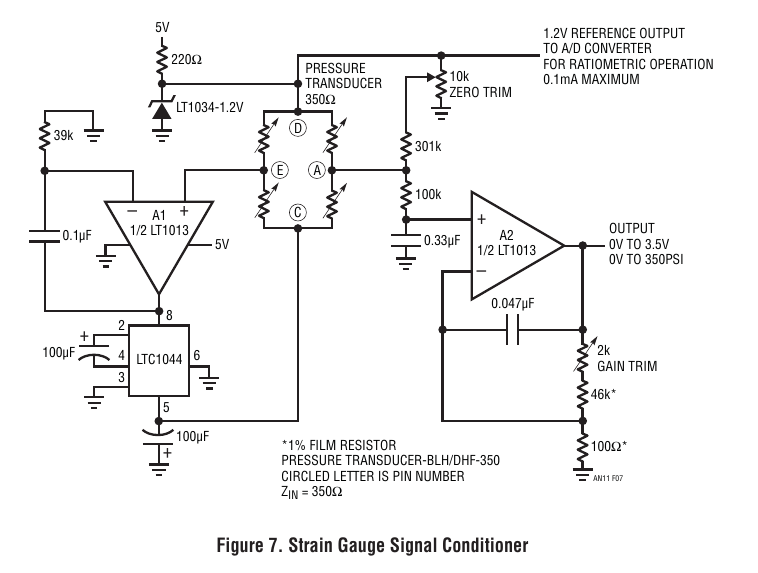 5V
220Ω
LT1034-1.2V
39k
0.1µF
PRESSURE
TRANSDUCER
350Ω
D
E
A
C
1.2V REFERENCE OUTPUT
TO A/D CONVERTER
FOR RATIOMETRIC OPERATION
0.1mA MAXIMUM
10k
ZERO TRIM
301k
100k
0.33µF
–
+
A1
1/2 LT1013
5V
+
A2
1/2 LT1013
–
OUTPUT
0V TO 3.5V
0V TO 350PSI
0.047µF
2k
GAIN TRIM
46k*
100Ω*
8
2
+
100µF
4
LTC1044
6
3
5
100µF
+
*1% FILM RESISTOR
PRESSURE TRANSDUCER-BLH/DHF-350
CIRCLED LETTER IS PIN NUMBER
ZIN = 350Ω
AN11 F07
Figure 7. Strain Gauge Signal Conditioner